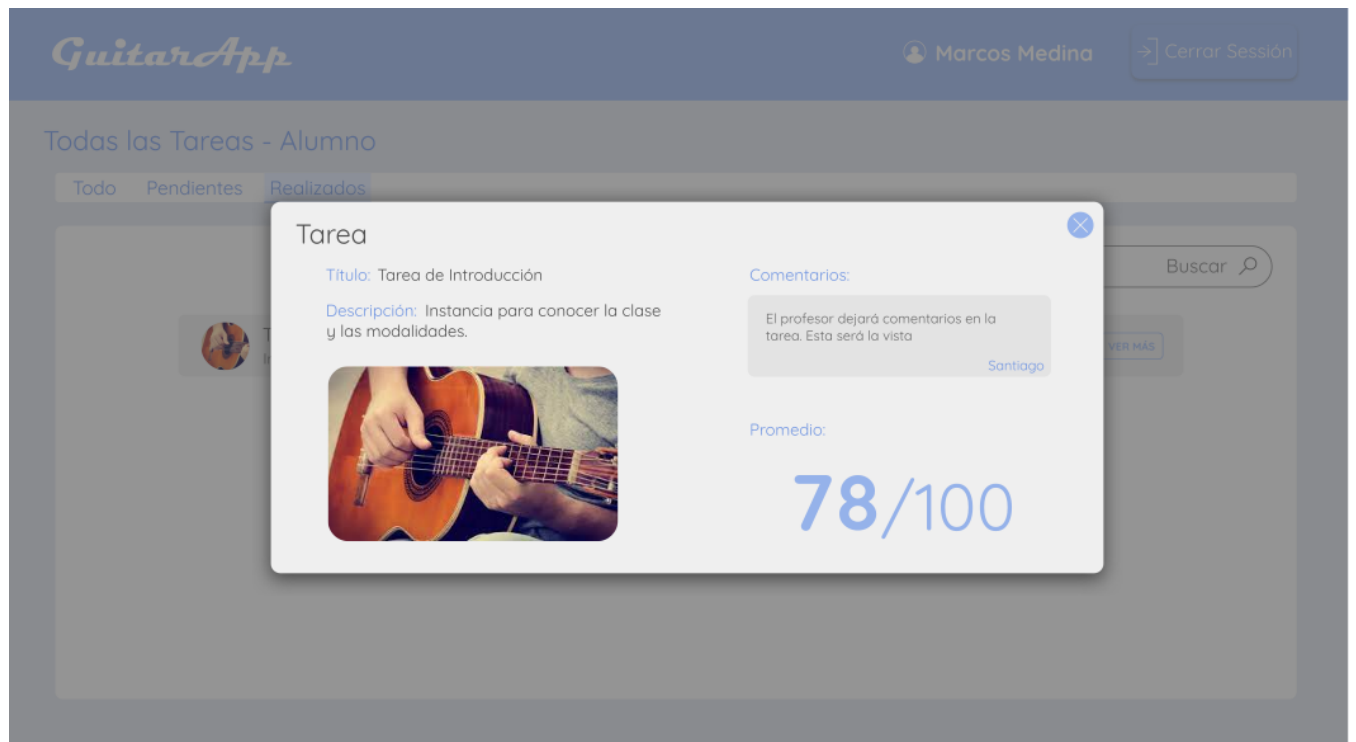 GuitarApp
Marcos Medina
Cerrar Sessión
Todas las Tareas - Alumno
Todo Pendientes Realizados
Buscar
VER MÁS
Tarea
Título: Tarea de Introducción
Descripción: Instancia para conocer la clase
y las modalidades.
Comentarios:
El profesor dejará comentarios en la
tarea. Esta será la vista
Santiago
Promedio:
78/100